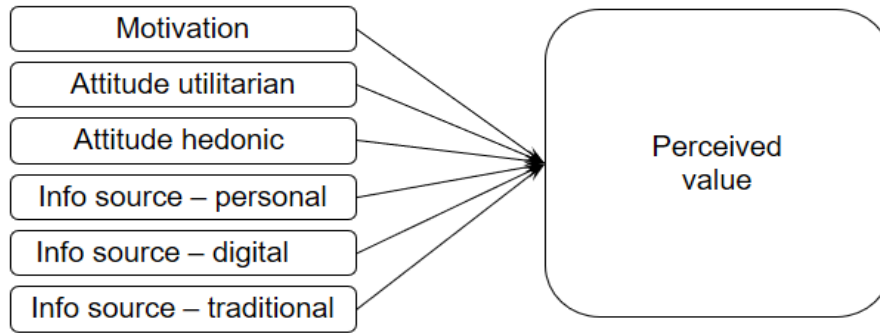 Motivation
Attitude utilitarian
Attitude hedonic
Info source – personal
Info source – digital
Info source – traditional
Perceived
value